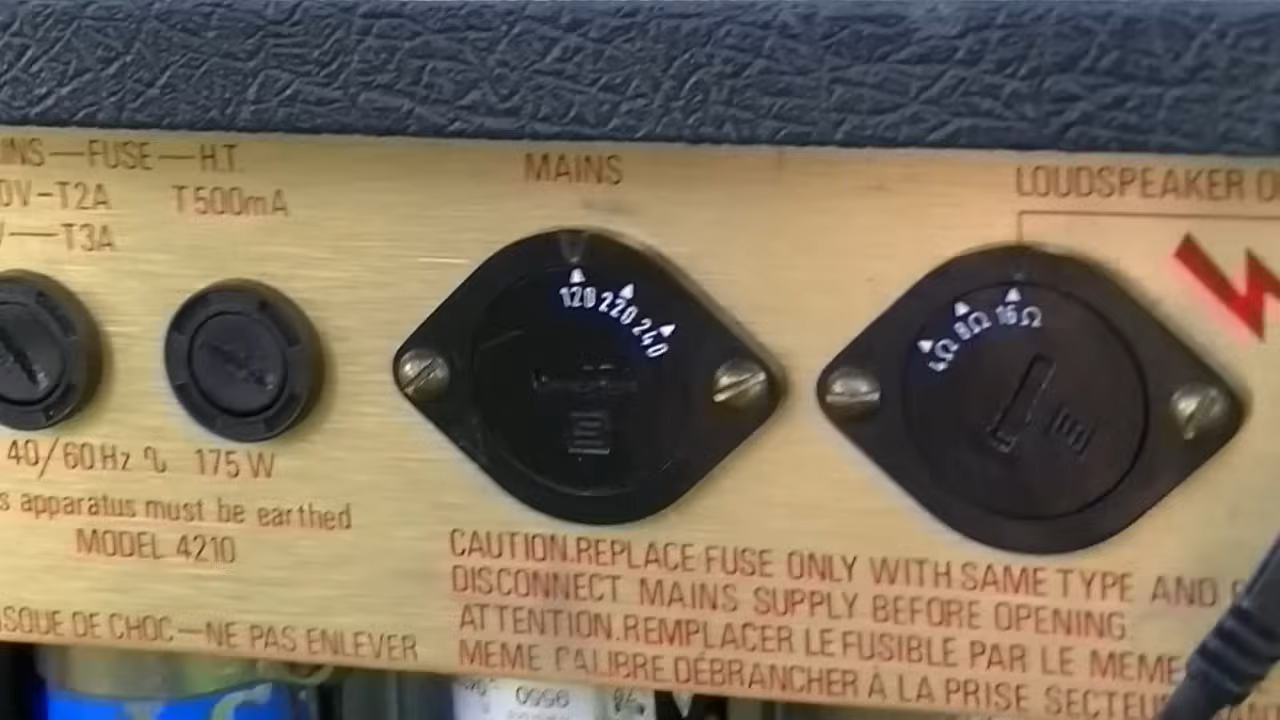 INS—FUSE—H.T.
0V-T2A T500mA
V—T3A
MAINS
120 220 240
LOUDSPEAKER O
4Ω 8Ω 16Ω
40/60Hz ∿ 175W
s apparatus must be earthed
MODEL 4210
SQUE DE CHOC—NE PAS ENLEVER
CAUTION.REPLACE FUSE ONLY WITH SAME TYPE AND
DISCONNECT MAINS SUPPLY BEFORE OPENING.
ATTENTION.REMPLACER LE FUSIBLE PAR LE MEME
MEME CALIBRE.DÉBRANCHER À LA PRISE SECTEU
0556